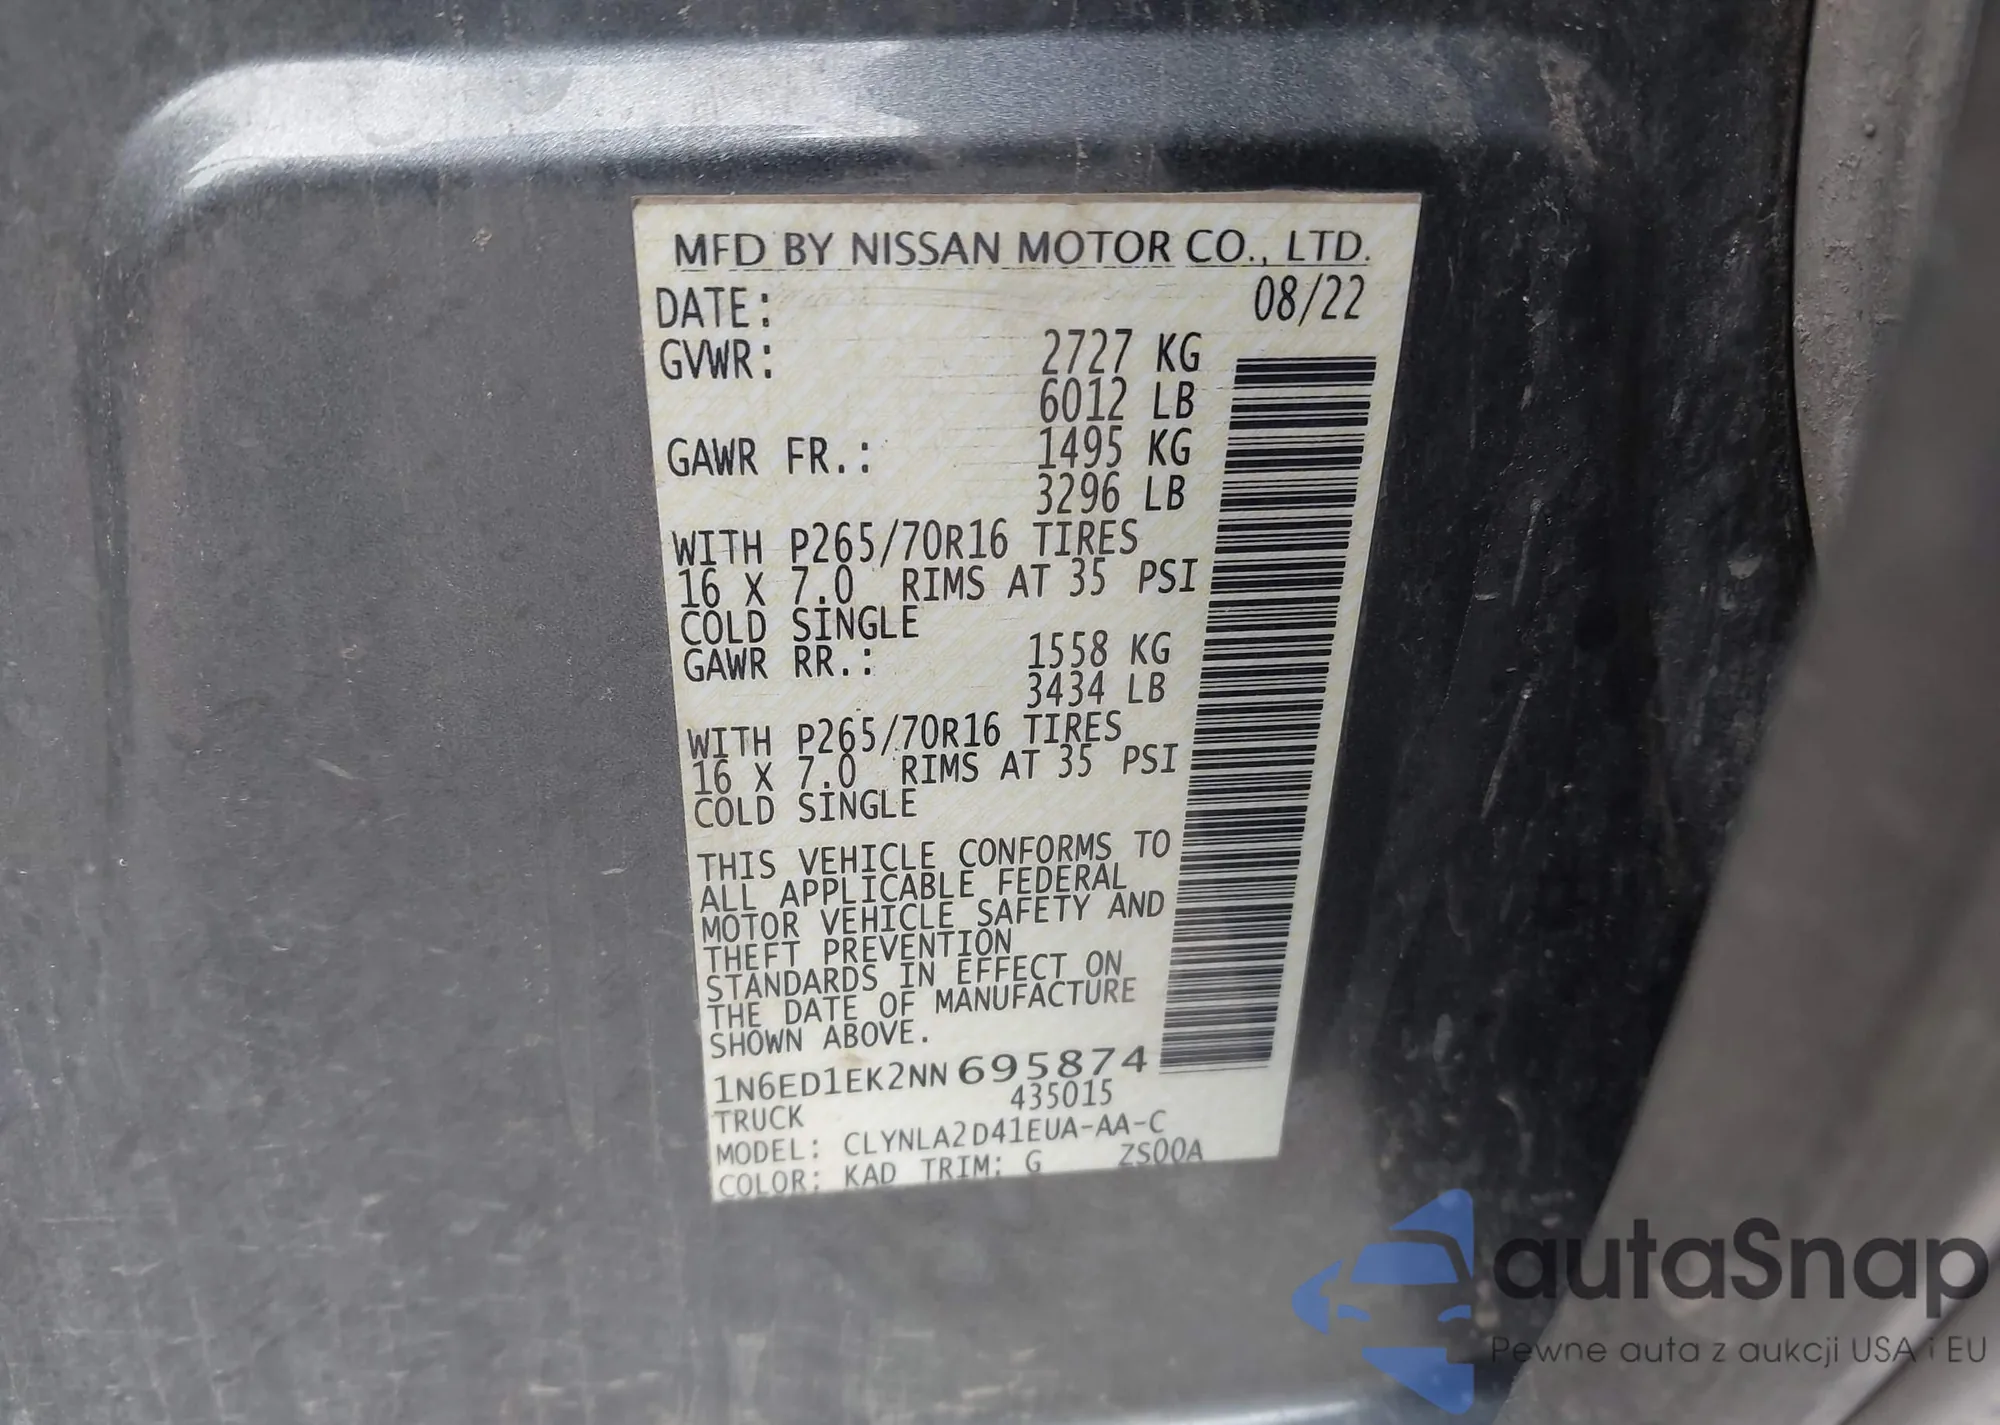 MFD BY NISSAN MOTOR CO., LTD.
DATE: 08/22
GVWR: 2727 KG
6012 LB
GAWR FR.: 1495 KG
3296 LB
WITH P265/70R16 TIRES
16 X 7.0 RIMS AT 35 PSI
COLD SINGLE
GAWR RR.: 1558 KG
3434 LB
WITH P265/70R16 TIRES
16 X 7.0 RIMS AT 35 PSI
COLD SINGLE
THIS VEHICLE CONFORMS TO
ALL APPLICABLE FEDERAL
MOTOR VEHICLE SAFETY AND
THEFT PREVENTION
STANDARDS IN EFFECT ON
THE DATE OF MANUFACTURE
SHOWN ABOVE.
1N6ED1EK2NN695874
TRUCK 435015
MODEL: CLYNLA2D41EUA-AA-C
COLOR: KAD TRIM: G ZS00A
autaSnap
Pewne auta z aukcji USA i EU